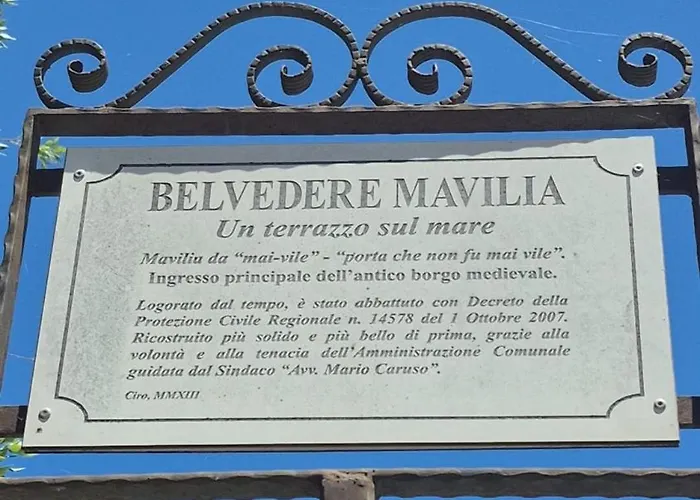 BELVEDERE MAVILIA
Un terrazzo sul mare
Mavilia da “mai-vile” - “porta che non fu mai vile”.
Ingresso principale dell’antico borgo medievale.
Logorato dal tempo, è stato abbattuto con Decreto della
Protezione Civile Regionale n. 14578 del 1 Ottobre 2007.
Ricostruito più solido e più bello di prima, grazie alla
volontà e alla tenacia dell’Amministrazione Comunale
guidata dal Sindaco “Avv. Mario Caruso”.
Ciro, MMXIII